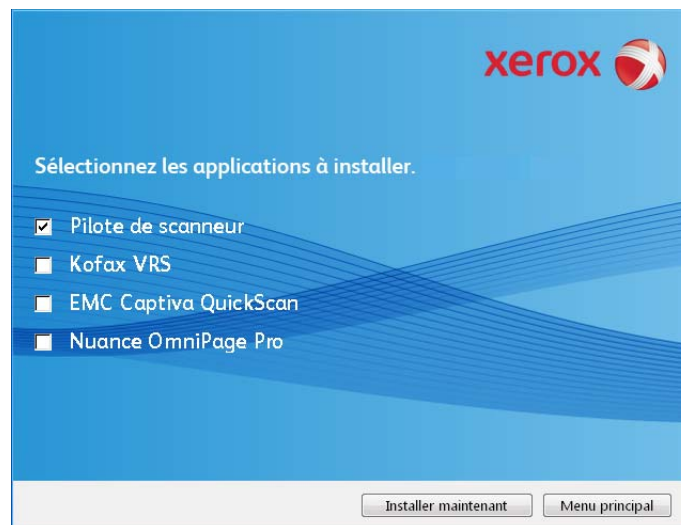 xerox
Sélectionnez les applications à installer.
Pilote de scanneur
Kofax VRS
EMC Captiva QuickScan
Nuance OmniPage Pro
Installer maintenant
Menu principal